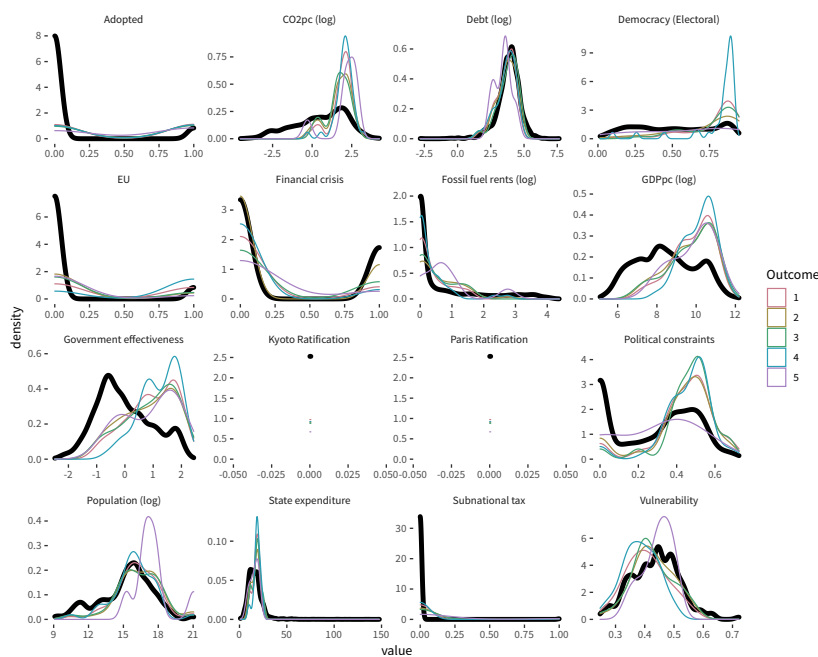 Adopted
CO2pc (log)
Debt (log)
Democracy (Electoral)
8
6
4
2
0
0.00 0.25 0.50 0.75 1.00
0.75
0.50
0.25
0.00
-2.5 0.0 2.5
0.6
0.4
0.2
0.0
-2.5 0.0 2.5 5.0 7.5
9
6
3
0
0.00 0.25 0.50 0.75
EU
Financial crisis
Fossil fuel rents (log)
GDPpc (log)
6
4
2
0
0.00 0.25 0.50 0.75 1.00
3
2
1
0
0.00 0.25 0.50 0.75 1.00
2.0
1.5
1.0
0.5
0.0
0 1 2 3 4
0.5
0.4
0.3
0.2
0.1
0.0
6 8 10 12
Government effectiveness
Kyoto Ratification
Paris Ratification
Political constraints
0.6
0.4
0.2
0.0
-2 -1 0 1 2
2.5
2.0
1.5
1.0
0.5
0.0
-0.050 -0.025 0.000 0.025 0.050
2.5
2.0
1.5
1.0
0.5
0.0
-0.050 -0.025 0.000 0.025 0.050
4
3
2
1
0
0.0 0.2 0.4 0.6
Population (log)
State expenditure
Subnational tax
Vulnerability
0.4
0.3
0.2
0.1
0.0
9 12 15 18 21
0.10
0.05
0.00
0 50 100 150
30
20
10
0
0.00 0.25 0.50 0.75 1.00
6
4
2
0
0.3 0.4 0.5 0.6 0.7
density
value
Outcome
1
2
3
4
5